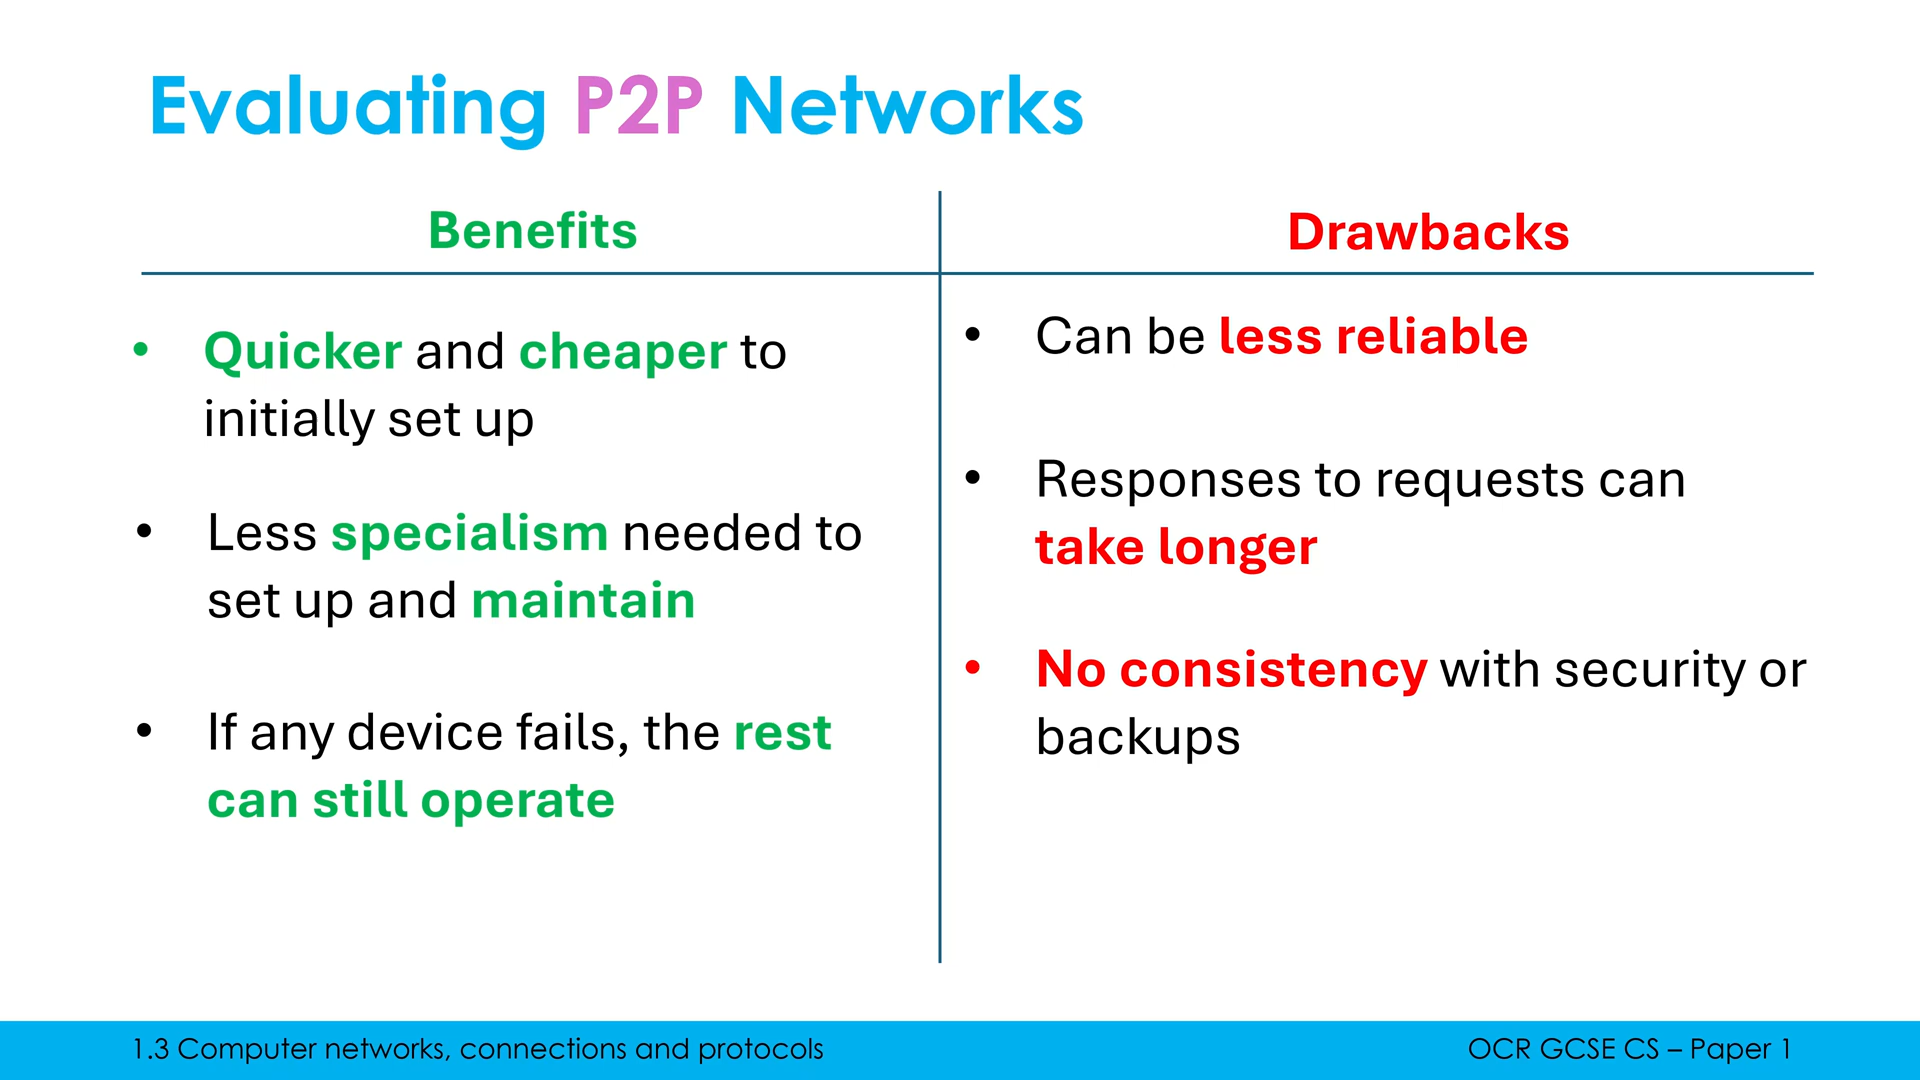 Evaluating P2P Networks
Benefits
• Quicker and cheaper to
initially set up
• Less specialism needed to
set up and maintain
• If any device fails, the rest
can still operate
Drawbacks
• Can be less reliable
• Responses to requests can
take longer
• No consistency with security or
backups
1.3 Computer networks, connections and protocols
OCR GCSE CS – Paper 1